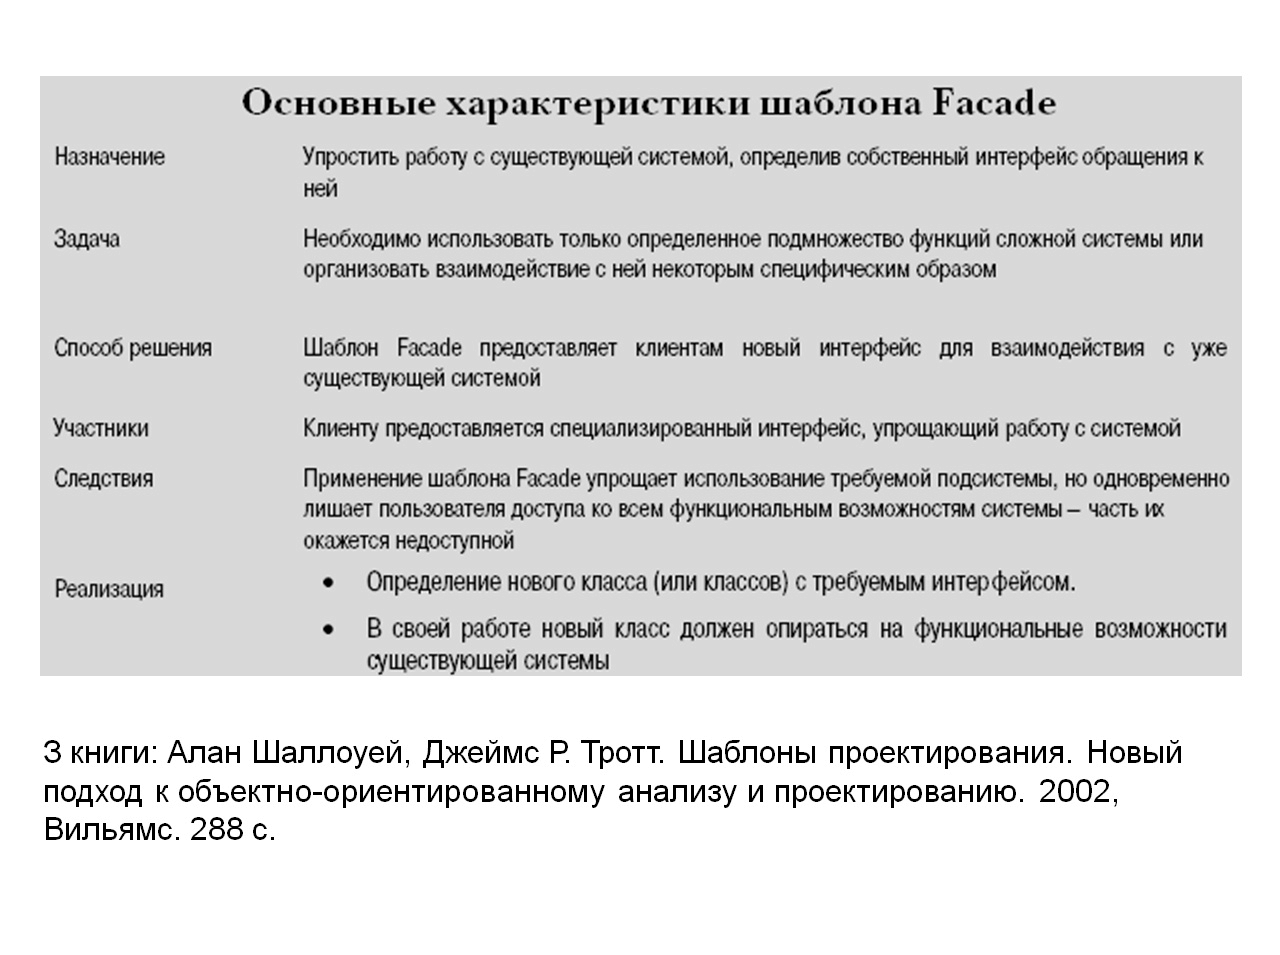 Основные характеристики шаблона Facade
Назначение
Упростить работу с существующей системой, определив собственный интерфейс обращения к
ней
Задача
Необходимо использовать только определенное подмножество функций сложной системы или
организовать взаимодействие с ней некоторым специфическим образом
Способ решения
Шаблон Facade предоставляет клиентам новый интерфейс для взаимодействия с уже
существующей системой
Участники
Клиенту предоставляется специализированный интерфейс, упрощающий работу с системой
Следствия
Применение шаблона Facade упрощает использование требуемой подсистемы, но одновременно
лишает пользователя доступа ко всем функциональным возможностям системы – часть их
окажется недоступной
Реализация
• Определение нового класса (или классов) с требуемым интерфейсом.
• В своей работе новый класс должен опираться на функциональные возможности
существующей системы
З книги: Алан Шаллоуей, Джеймс Р. Тротт. Шаблоны проектирования. Новый
подход к объектно-ориентированному анализу и проектированию. 2002,
Вильямс. 288 с.